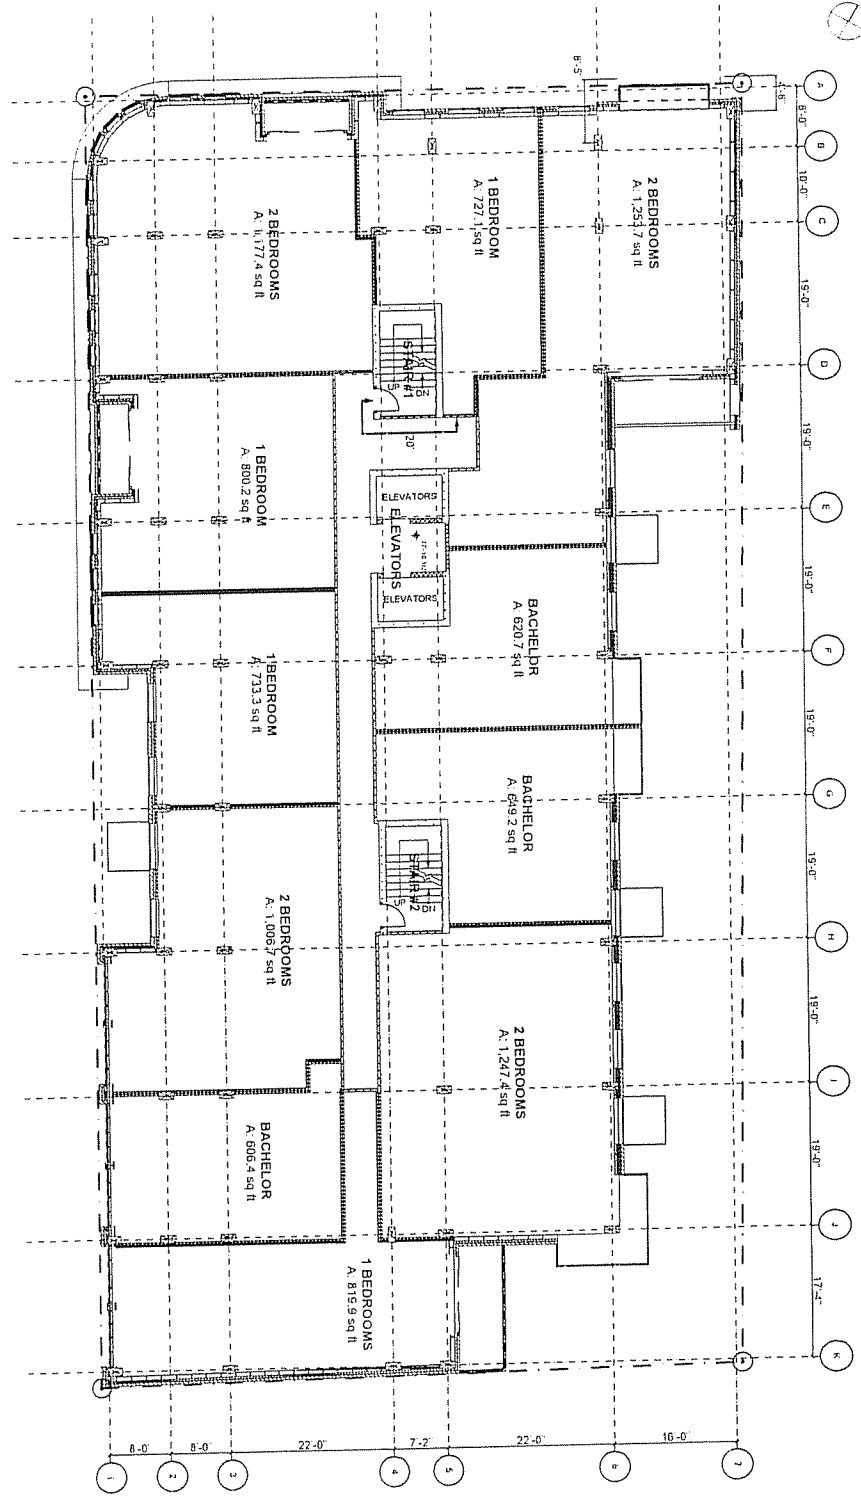 A
B
C
D
E
F
G
H
I
J
K
8'-0"
10'-0"
19'-0"
19'-0"
19'-0"
19'-0"
19'-0"
19'-0"
19'-0"
17'-4"
8'-5"
2 BEDROOMS
A: 1,253.7 sq ft
1 BEDROOM
A: 727.1 sq ft
2 BEDROOMS
A: 1,177.4 sq ft
STAIR #1
UP
DN
20'
1 BEDROOM
A: 800.2 sq ft
ELEVATORS
ELEVATORS
ELEVATORS
BACHELOR
A: 620.7 sq ft
1 BEDROOM
A: 733.3 sq ft
BACHELOR
A: 649.2 sq ft
STAIR #2
UP
DN
2 BEDROOMS
A: 1,006.7 sq ft
2 BEDROOMS
A: 1,247.4 sq ft
BACHELOR
A: 606.4 sq ft
1 BEDROOMS
A: 819.9 sq ft
8'-0"
8'-0"
22'-0"
7'-2"
22'-0"
16'-0"
1
2
3
4
5
6
7